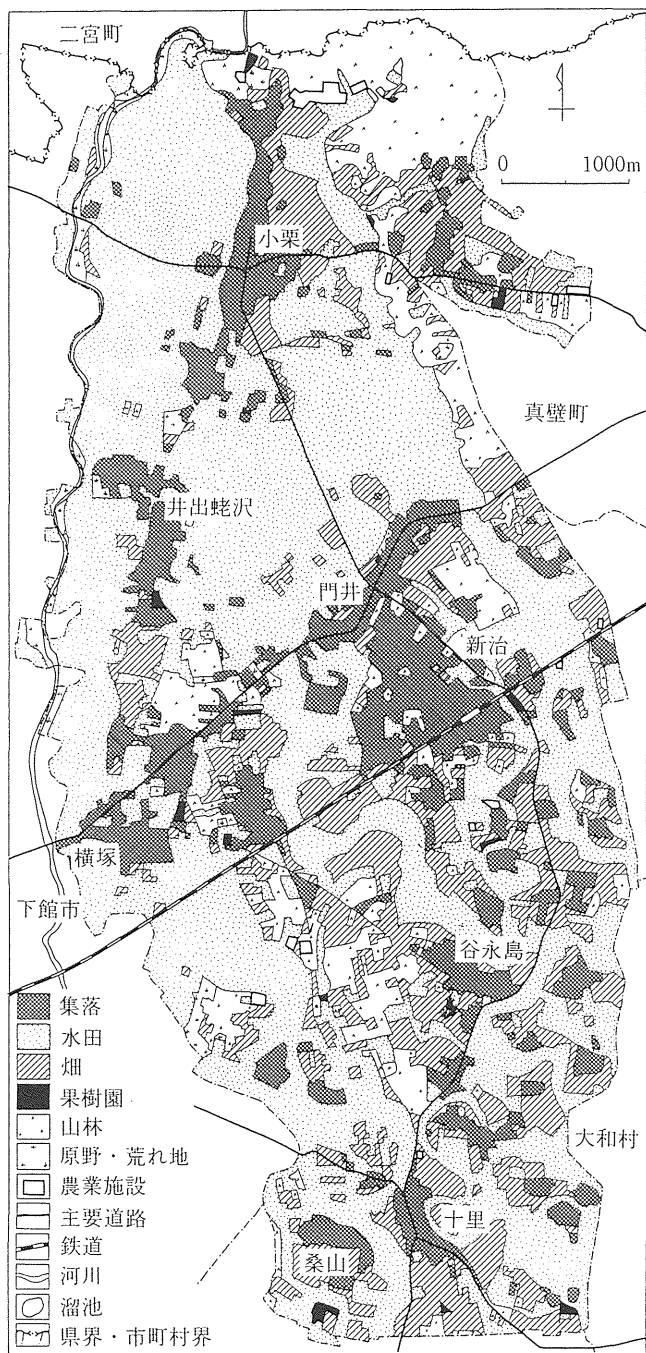 二宮町
0 1000m
小栗
真壁町
井出蛯沢
門井
新治
横塚
下館市
谷永島
大和村
十里
桑山
集落
水田
畑
果樹園
山林
原野・荒れ地
農業施設
主要道路
鉄道
河川
溜池
県界・市町村界